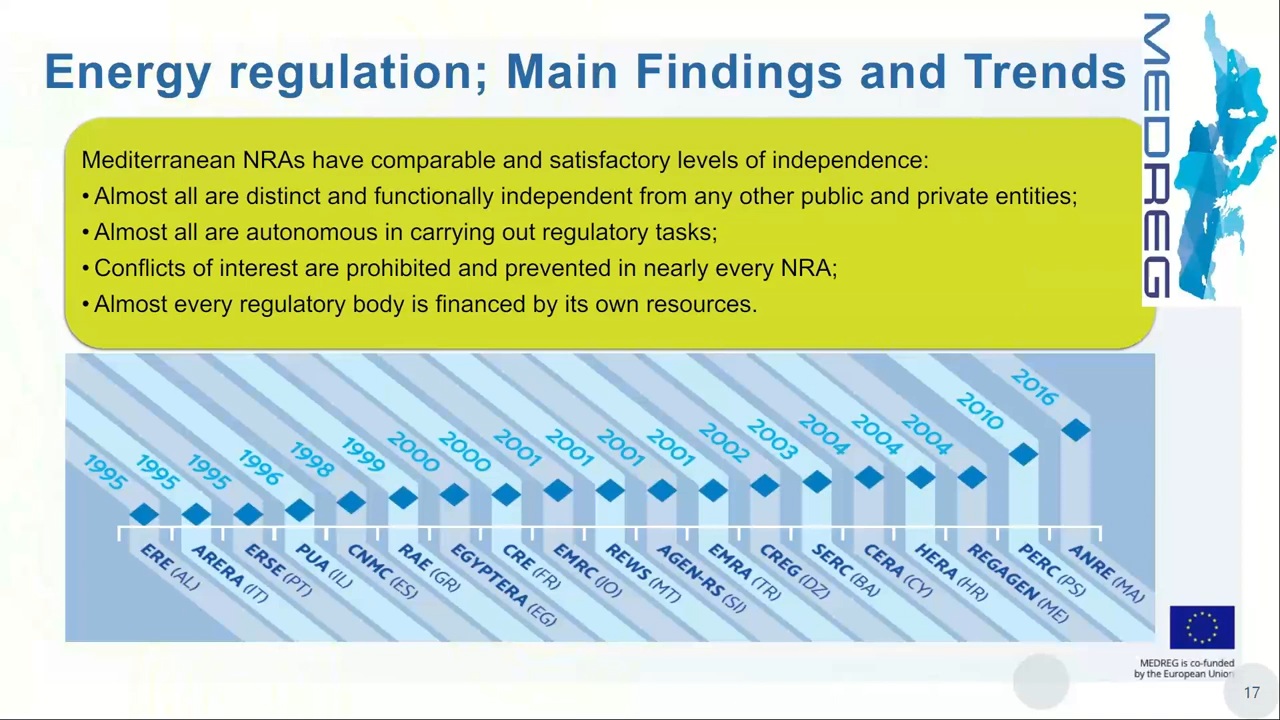 Energy regulation; Main Findings and Trends
MEDREG
Mediterranean NRAs have comparable and satisfactory levels of independence:
• Almost all are distinct and functionally independent from any other public and private entities;
• Almost all are autonomous in carrying out regulatory tasks;
• Conflicts of interest are prohibited and prevented in nearly every NRA;
• Almost every regulatory body is financed by its own resources.
1995
1995
1995
1996
1998
1999
2000
2000
2001
2001
2001
2001
2002
2003
2004
2004
2004
2010
2016
ERE (AL)
ARERA (IT)
ERSE (PT)
PUA (IL)
CNMC (ES)
RAE (GR)
EGYPTERA (EG)
CRE (FR)
EMRC (JO)
REWS (MT)
AGEN-RS (SI)
EMRA (TR)
CREG (DZ)
SERC (BA)
CERA (CY)
HERA (HR)
REGAGEN (ME)
PERC (PS)
ANRE (MA)
MEDREG is co-funded
by the European Union
17